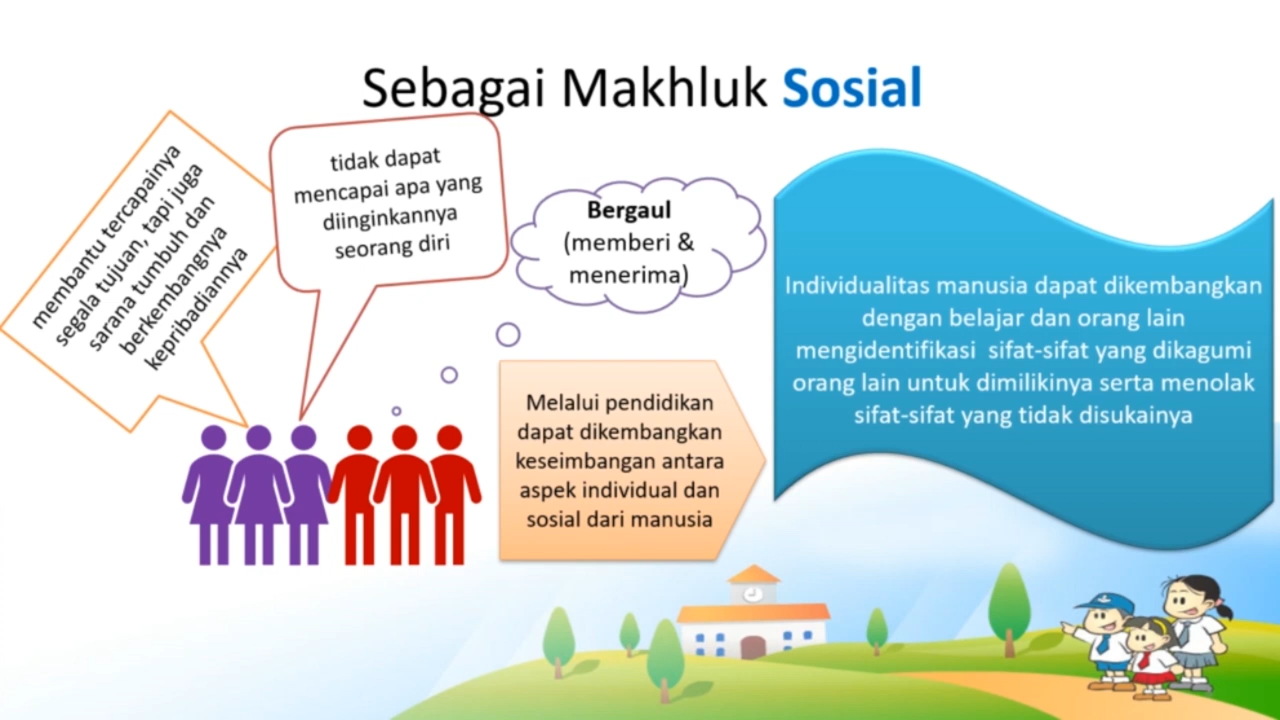 Sebagai Makhluk Sosial
membantu tercapainya
segala tujuan, tapi juga
sarana tumbuh dan
berkembangnya
kepribadiannya
tidak dapat
mencapai apa yang
diinginkannya
seorang diri
Bergaul
(memberi &
menerima)
Melalui pendidikan
dapat dikembangkan
keseimbangan antara
aspek individual dan
sosial dari manusia
Individualitas manusia dapat dikembangkan
dengan belajar dan orang lain
mengidentifikasi sifat-sifat yang dikagumi
orang lain untuk dimilikinya serta menolak
sifat-sifat yang tidak disukainya